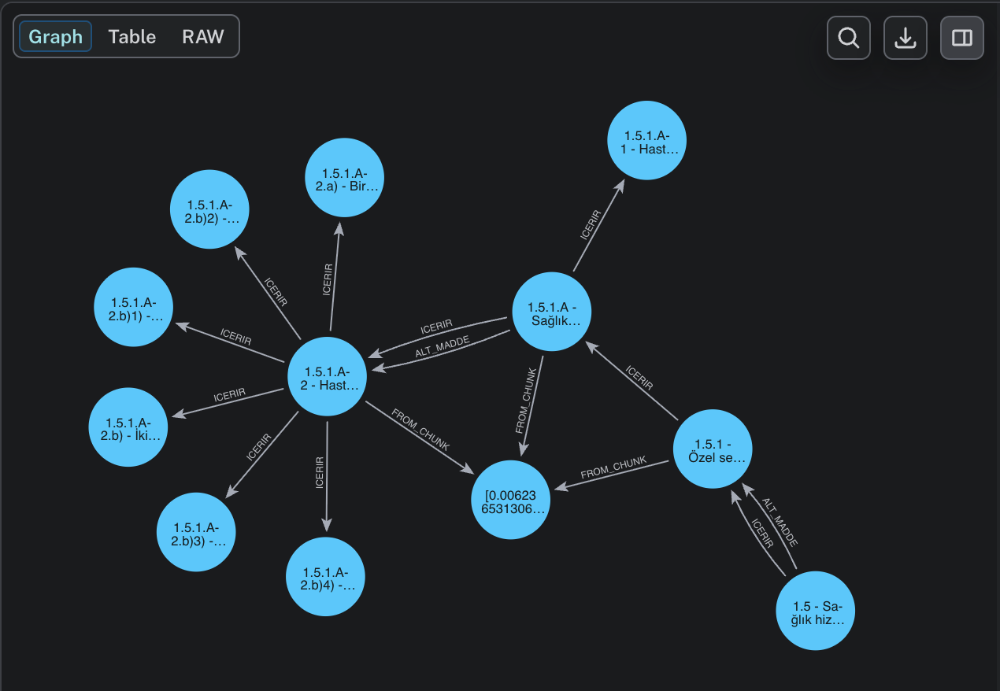 Graph Table RAW
1.5.1.A-
1 - Hast…
1.5.1.A-
2.a) - Bir…
1.5.1.A-
2.b)2) -…
ICERIR
ICERIR
ICERIR
1.5.1.A-
2.b)1) -…
1.5.1.A -
Sağlık…
ICERIR
ICERIR
ALT_MADDE
1.5.1.A-
2 - Hast…
ICERIR
ICERIR
FROM_CHUNK
FROM_CHUNK
1.5.1.A-
2.b) - İki…
1.5.1 -
Özel se…
ICERIR
ICERIR
FROM_CHUNK
[0.00623
6531306…
ALT_MADDE
ICERIR
1.5.1.A-
2.b)3) -…
1.5.1.A-
2.b)4) -…
1.5 - Sa-
ğlık hiz…